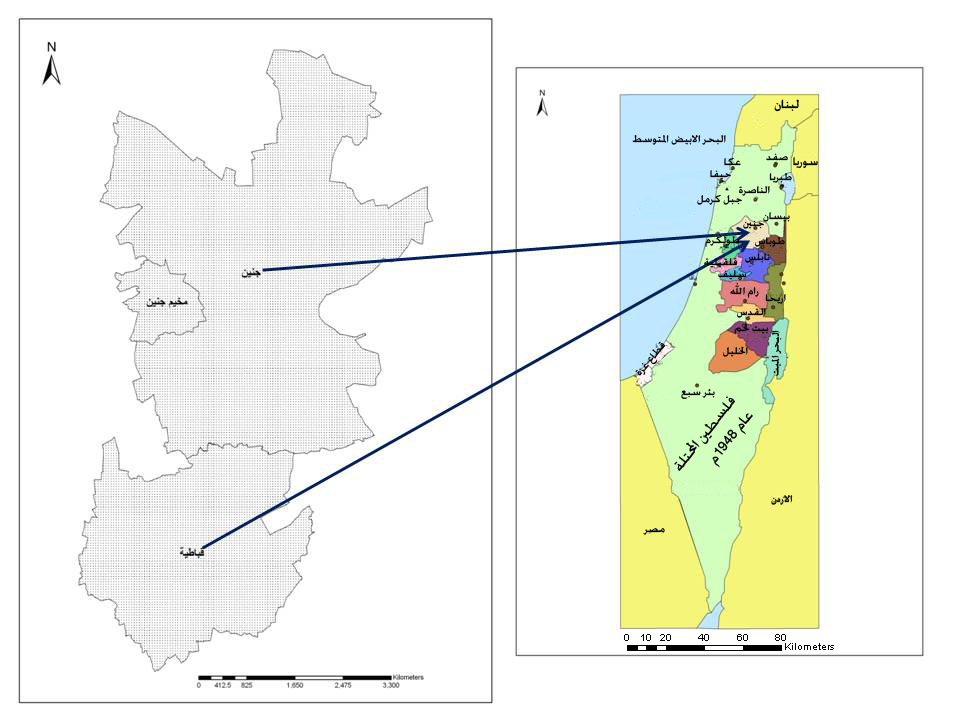 N
جنين
مخيم جنين
قباطية
0 412.5 825 1,650 2,475 3,300
Kilometers
N
لبنان
البحر الابيض المتوسط
سوريا
صفد
عكا
حيفا
طبريا
الناصرة
جبل كرمل
بيسان
جنين
طوباس
طولكرم
نابلس
قلقيلية
سلفيت
رام الله
اريحا
القدس
بيت لحم
الخليل
البحر الميت
قطاع غزة
بئر سبع
فلسطين المحتلة
عام 1948م
الاردن
مصر
0 10 20 40 60 80
Kilometers